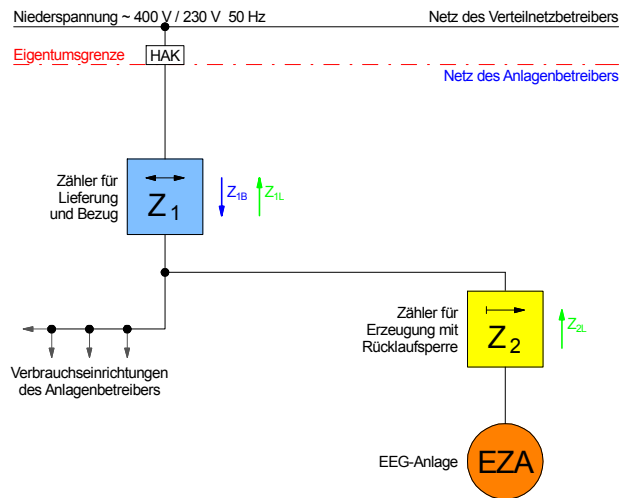 Niederspannung ~ 400 V / 230 V 50 Hz
Netz des Verteilnetzbetreibers
Eigentumsgrenze
HAK
Netz des Anlagenbetreibers
Zähler für
Lieferung
und Bezug
Z1
Z1B
Z1L
Zähler für
Erzeugung mit
Rücklaufsperre
Z2
Z2L
Verbrauchseinrichtungen
des Anlagenbetreibers
EEG-Anlage
EZA